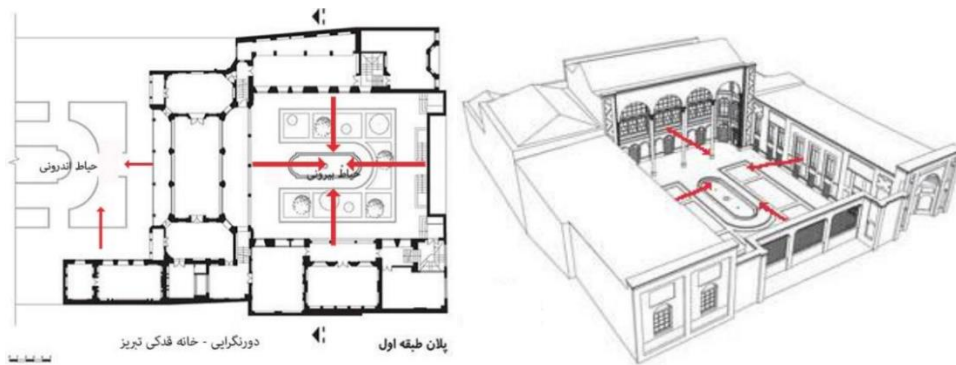 حیاط اندرونی
حیاط بیرونی
پلان طبقه اول
دورنگرایی - خانه قدکی تبریز